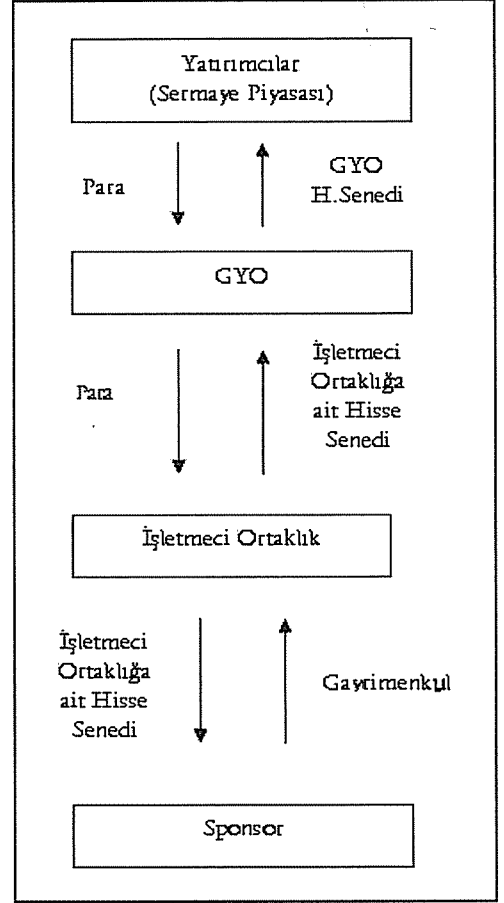 Yatırımcılar
(Sermaye Piyasası)
Para
GYO
H.Senedi
GYO
Para
İşletmeci
Ortaklığa
ait Hisse
Senedi
İşletmeci Ortaklık
İşletmeci
Ortaklığa
ait Hisse
Senedi
Gayrimenkul
Sponsor